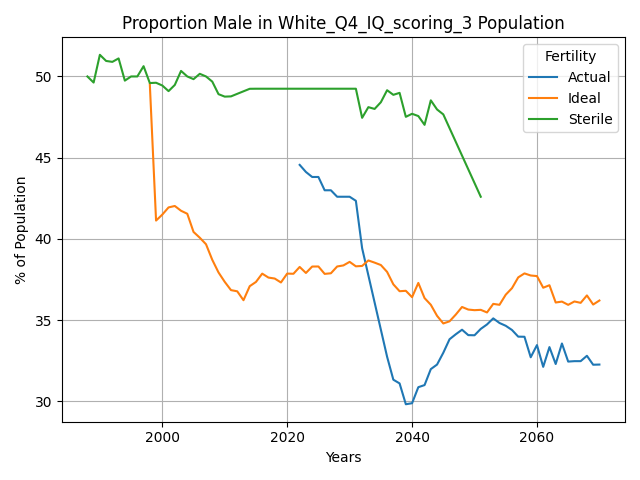 Proportion Male in White_Q4_IQ_scoring_3 Population
Fertility
Actual
Ideal
Sterile
% of Population
50
45
40
35
30
2000 2020 2040 2060
Years